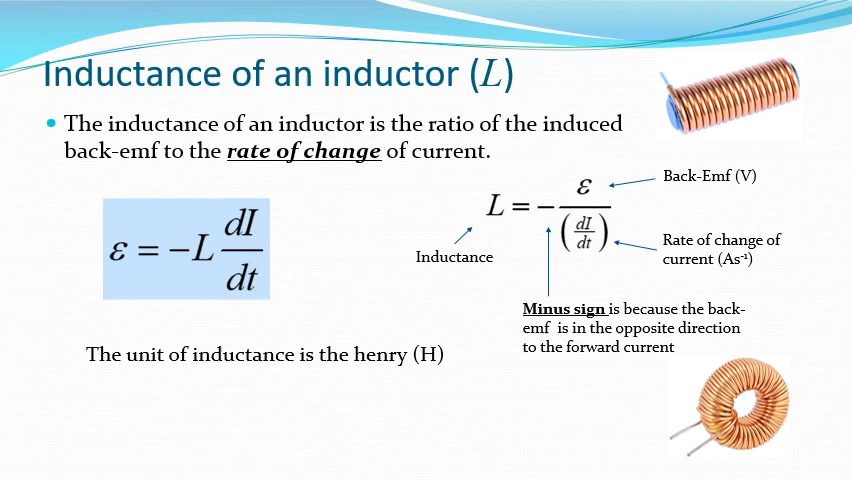 Inductance of an inductor (L)
The inductance of an inductor is the ratio of the induced
back-emf to the rate of change of current.
ε = −L dI/dt
L = − ε/(dI/dt)
Back-Emf (V)
Inductance
Rate of change of
current (As⁻¹)
Minus sign is because the back-
emf is in the opposite direction
to the forward current
The unit of inductance is the henry (H)